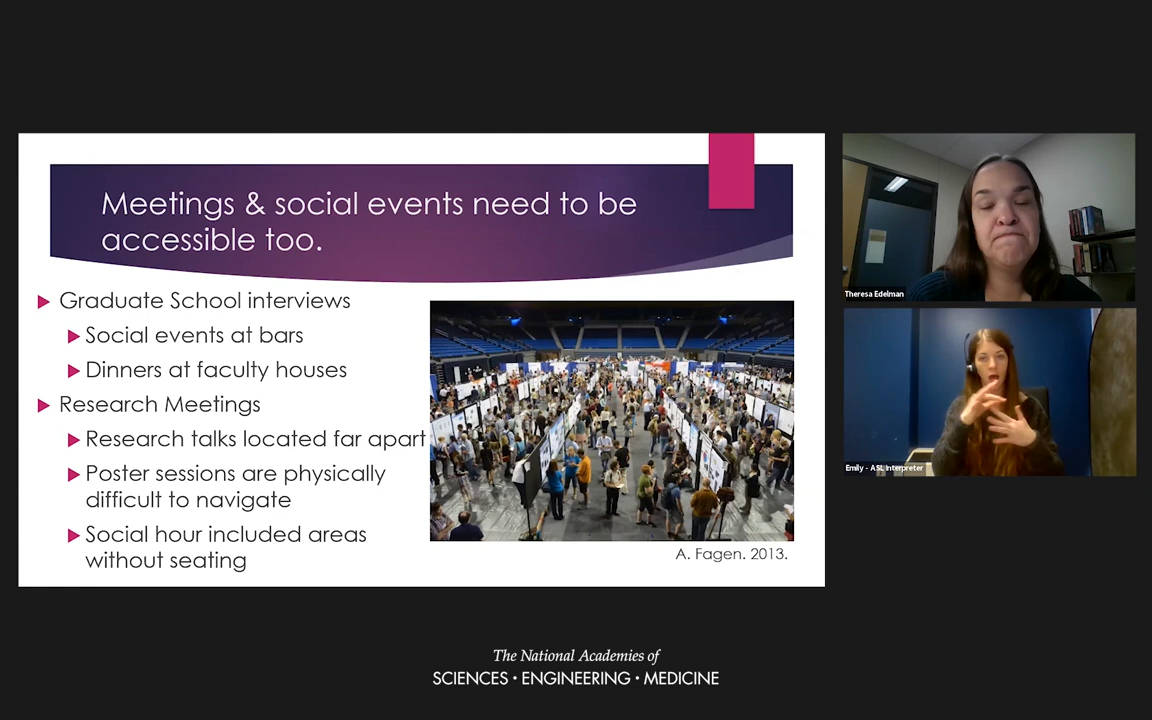 Meetings & social events need to be
accessible too.
Graduate School interviews
Social events at bars
Dinners at faculty houses
Research Meetings
Research talks located far apart
Poster sessions are physically
difficult to navigate
Social hour included areas
without seating
A. Fagen. 2013.
Theresa Edelman
Emily - ASL Interpreter
The National Academies of
SCIENCES · ENGINEERING · MEDICINE